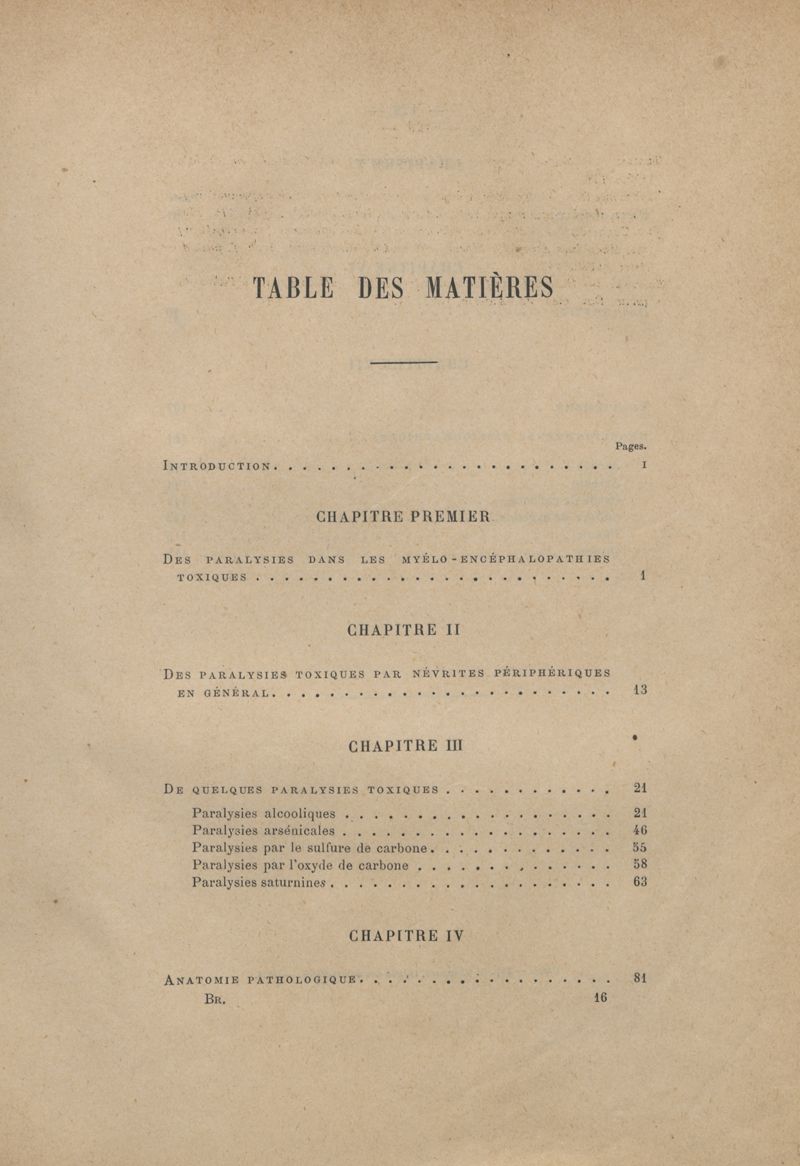 TABLE DES MATIÈRES
Pages.
INTRODUCTION. . . . . . . . . . . . . . . . . . . . . . . . I
CHAPITRE PREMIER
DES PARALYSIES DANS LES MYÉLO-ENCÉPHALOPATHIES
TOXIQUES . . . . . . . . . . . . . . . . . . . . . . . . . 1
CHAPITRE II
DES PARALYSIES TOXIQUES PAR NÉVRITES PÉRIPHÉRIQUES
EN GÉNÉRAL. . . . . . . . . . . . . . . . . . . . . . . . 13
CHAPITRE III
DE QUELQUES PARALYSIES TOXIQUES . . . . . . . . . . . . 21
Paralysies alcooliques . . . . . . . . . . . . . . . . . . . 21
Paralysies arsénicales . . . . . . . . . . . . . . . . . . . 46
Paralysies par le sulfure de carbone. . . . . . . . . . . . . 55
Paralysies par l'oxyde de carbone . . . . . . . . . . . . . . 58
Paralysies saturnines . . . . . . . . . . . . . . . . . . . . 63
CHAPITRE IV
ANATOMIE PATHOLOGIQUE. . . . . . . . . . . . . . . . . . 81
BR. 16